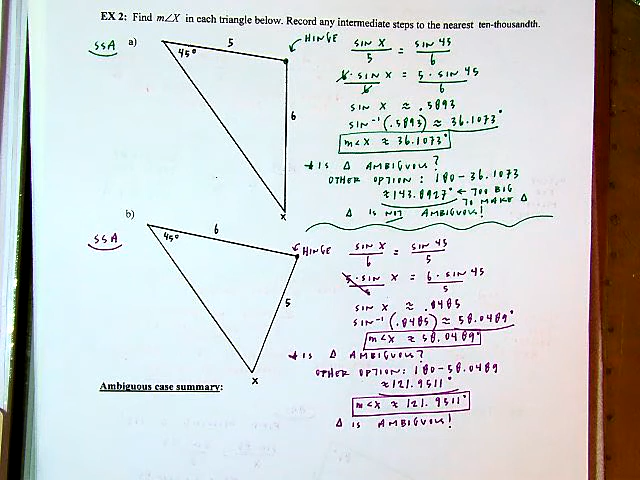 EX 2: Find m∠X in each triangle below. Record any intermediate steps to the nearest ten-thousandth.
SSA a) 45° 5 6 X
HINGE
SIN X / 5 = SIN 45 / 6
6 · SIN X / 6 = 5 · SIN 45 / 6
SIN X ≈ .5893
SIN⁻¹ (.5893) ≈ 36.1073°
m<X ≈ 36.1073°
* IS Δ AMBIGUOUS?
OTHER OPTION: 180 - 36.1073
≈ 143.8927° ← TOO BIG
TO MAKE Δ
Δ IS NOT AMBIGUOUS!
b)
SSA 45° 6 5 X
HINGE
SIN X / 6 = SIN 45 / 5
5 · SIN X / 5 = 6 · SIN 45 / 5
SIN X ≈ .8485
SIN⁻¹ (.8485) ≈ 58.0489°
m<X ≈ 58.0489°
* IS Δ AMBIGUOUS?
OTHER OPTION: 180 - 58.0489
≈ 121.9511°
m<X ≈ 121.9511°
Δ IS AMBIGUOUS!
Ambiguous case summary: